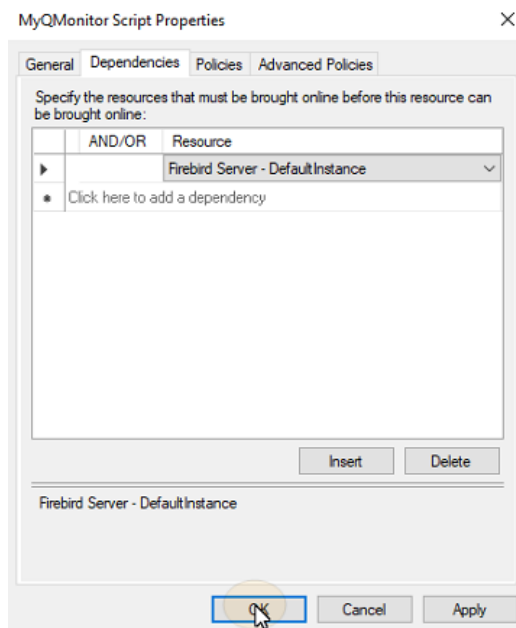 MyQMonitor Script Properties
General Dependencies Policies Advanced Policies
Specify the resources that must be brought online before this resource can
be brought online:
AND/OR Resource
Firebird Server - DefaultInstance
Click here to add a dependency
Insert Delete
Firebird Server - DefaultInstance
OK Cancel Apply